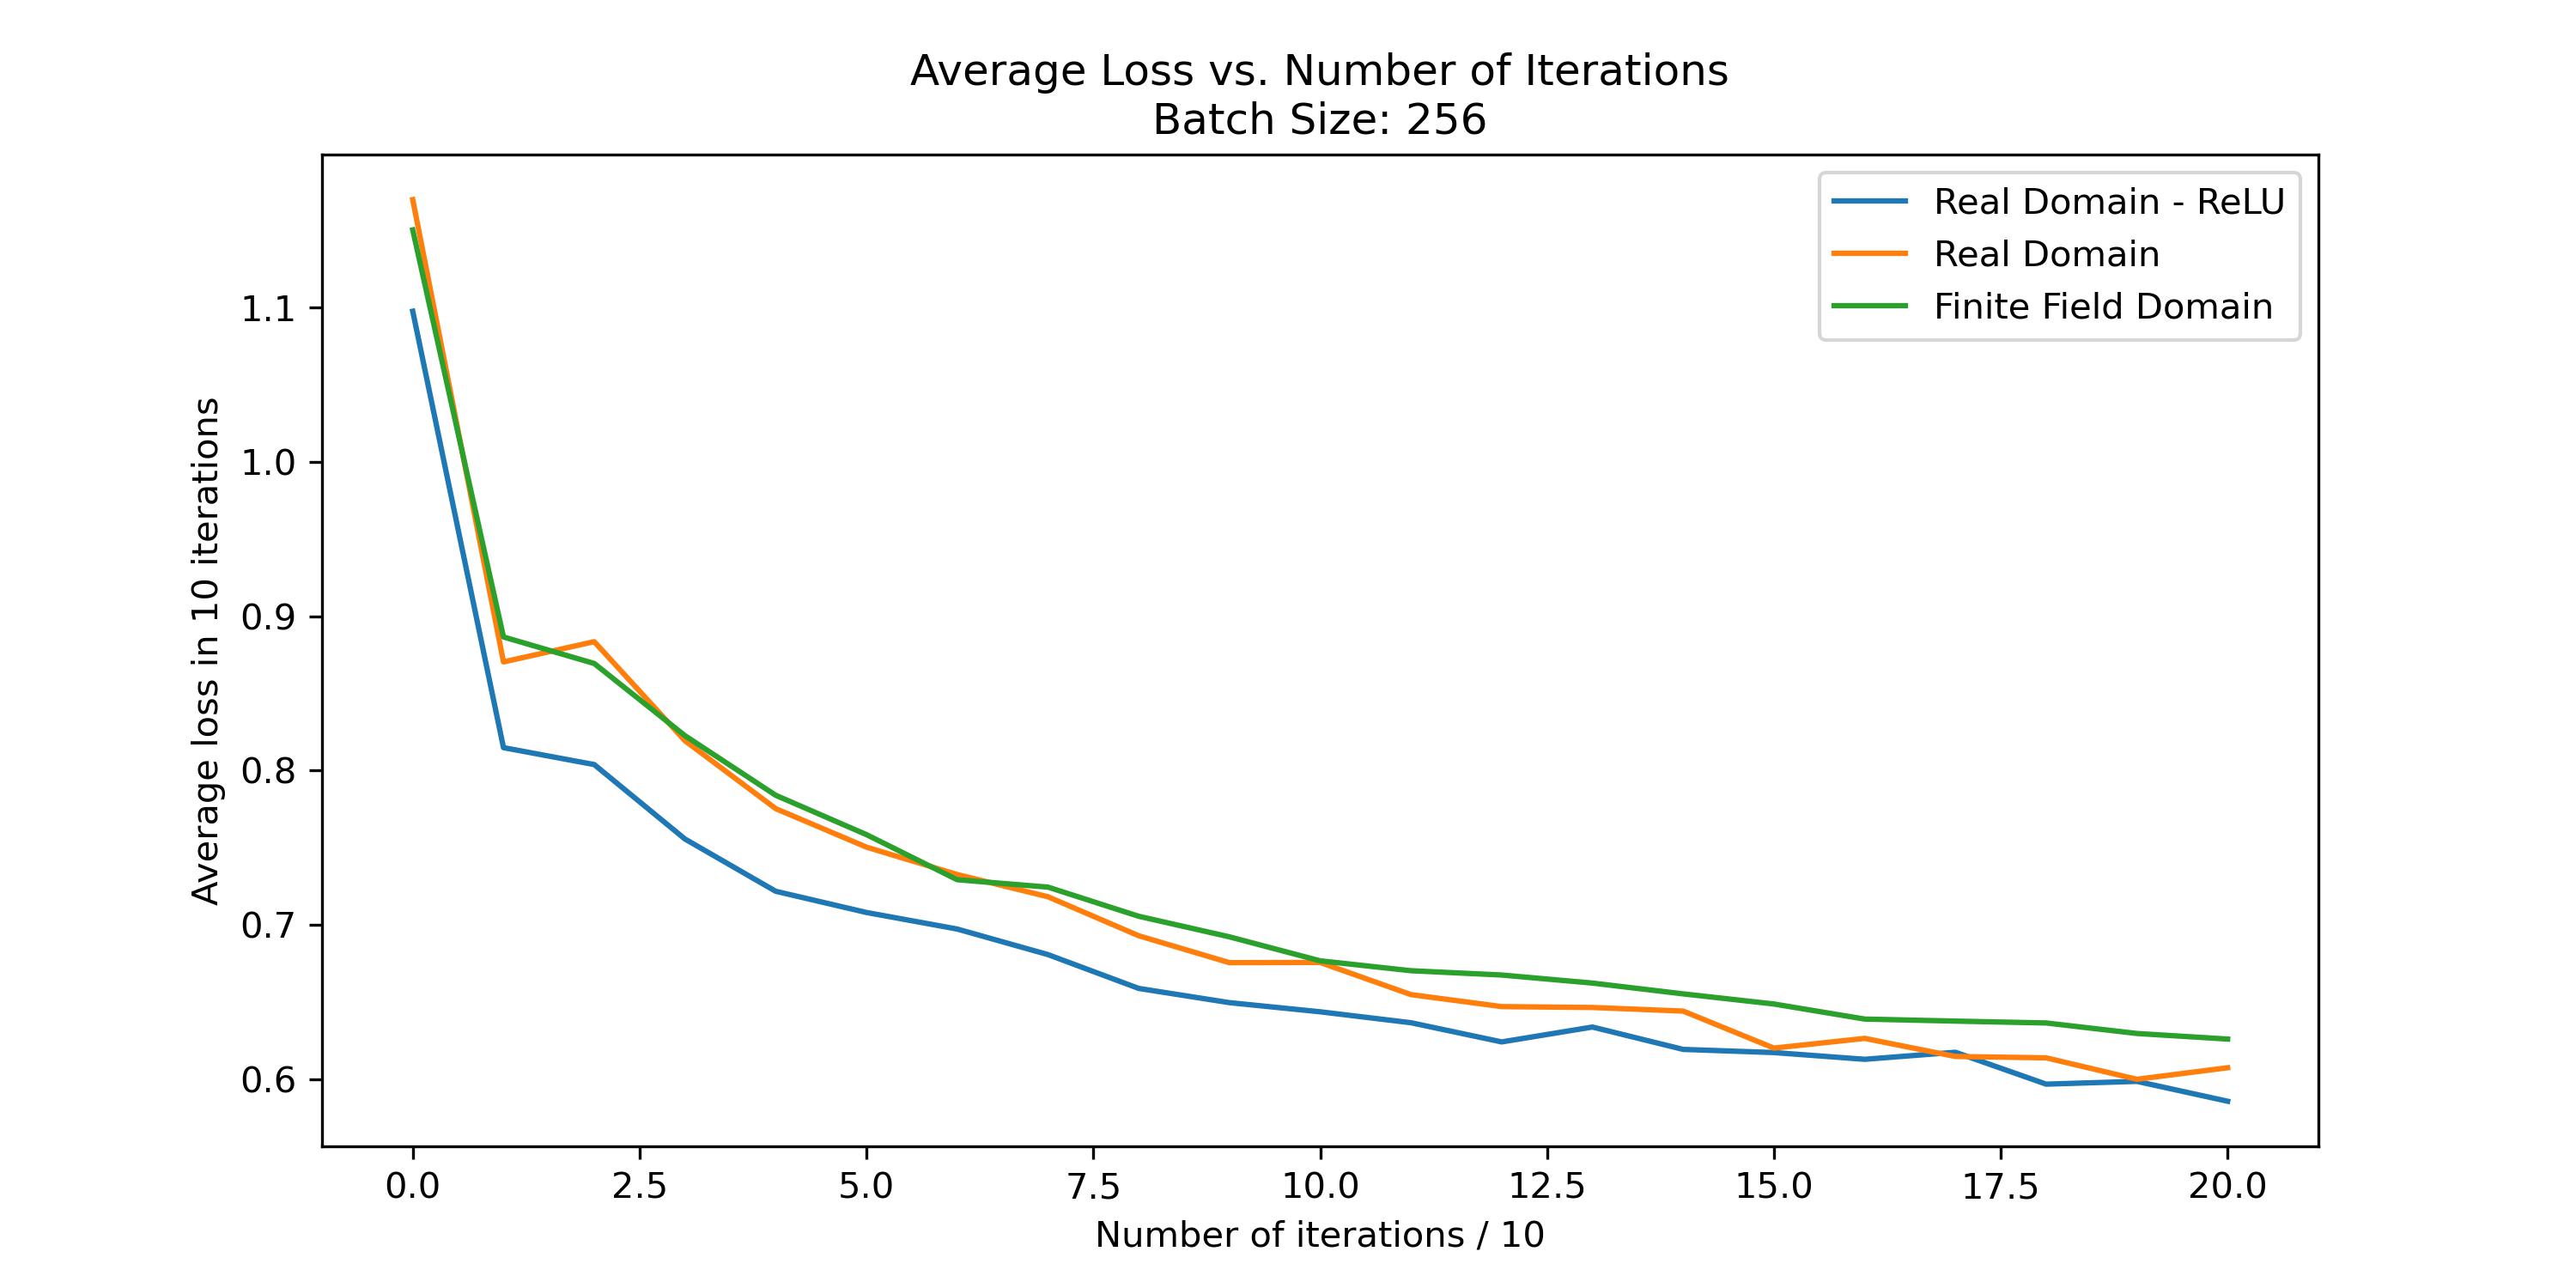 Average Loss vs. Number of Iterations
Batch Size: 256
Real Domain - ReLU
Real Domain
Finite Field Domain
Average loss in 10 iterations
1.1
1.0
0.9
0.8
0.7
0.6
0.0 2.5 5.0 7.5 10.0 12.5 15.0 17.5 20.0
Number of iterations / 10